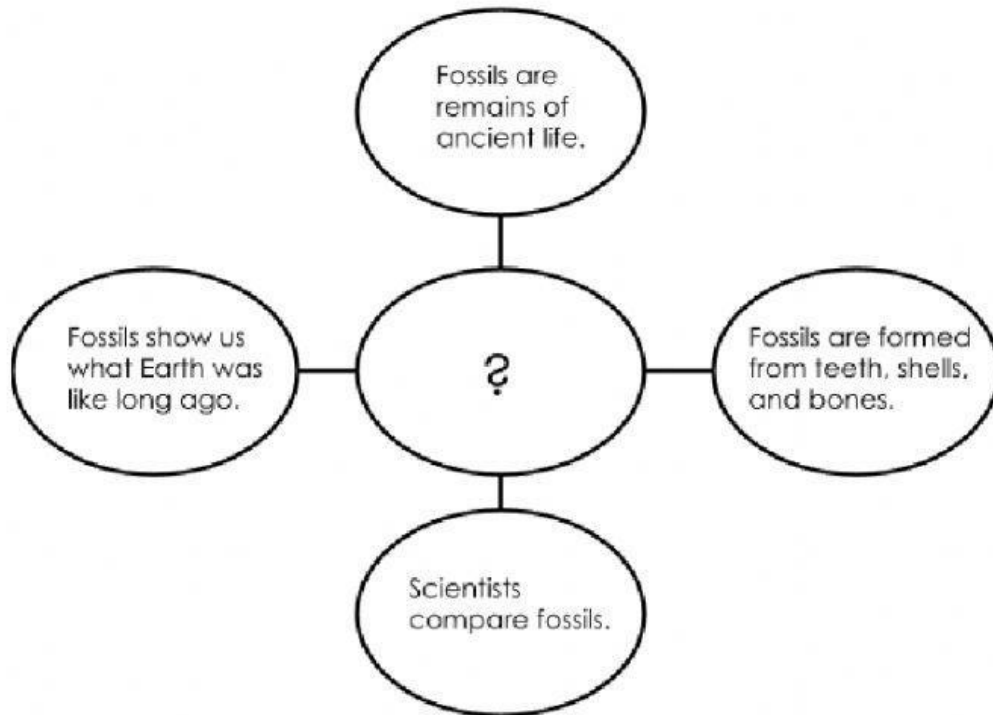 Fossils are
remains of
ancient life.
Fossils show us
what Earth was
like long ago.
?
Fossils are formed
from teeth, shells,
and bones.
Scientists
compare fossils.